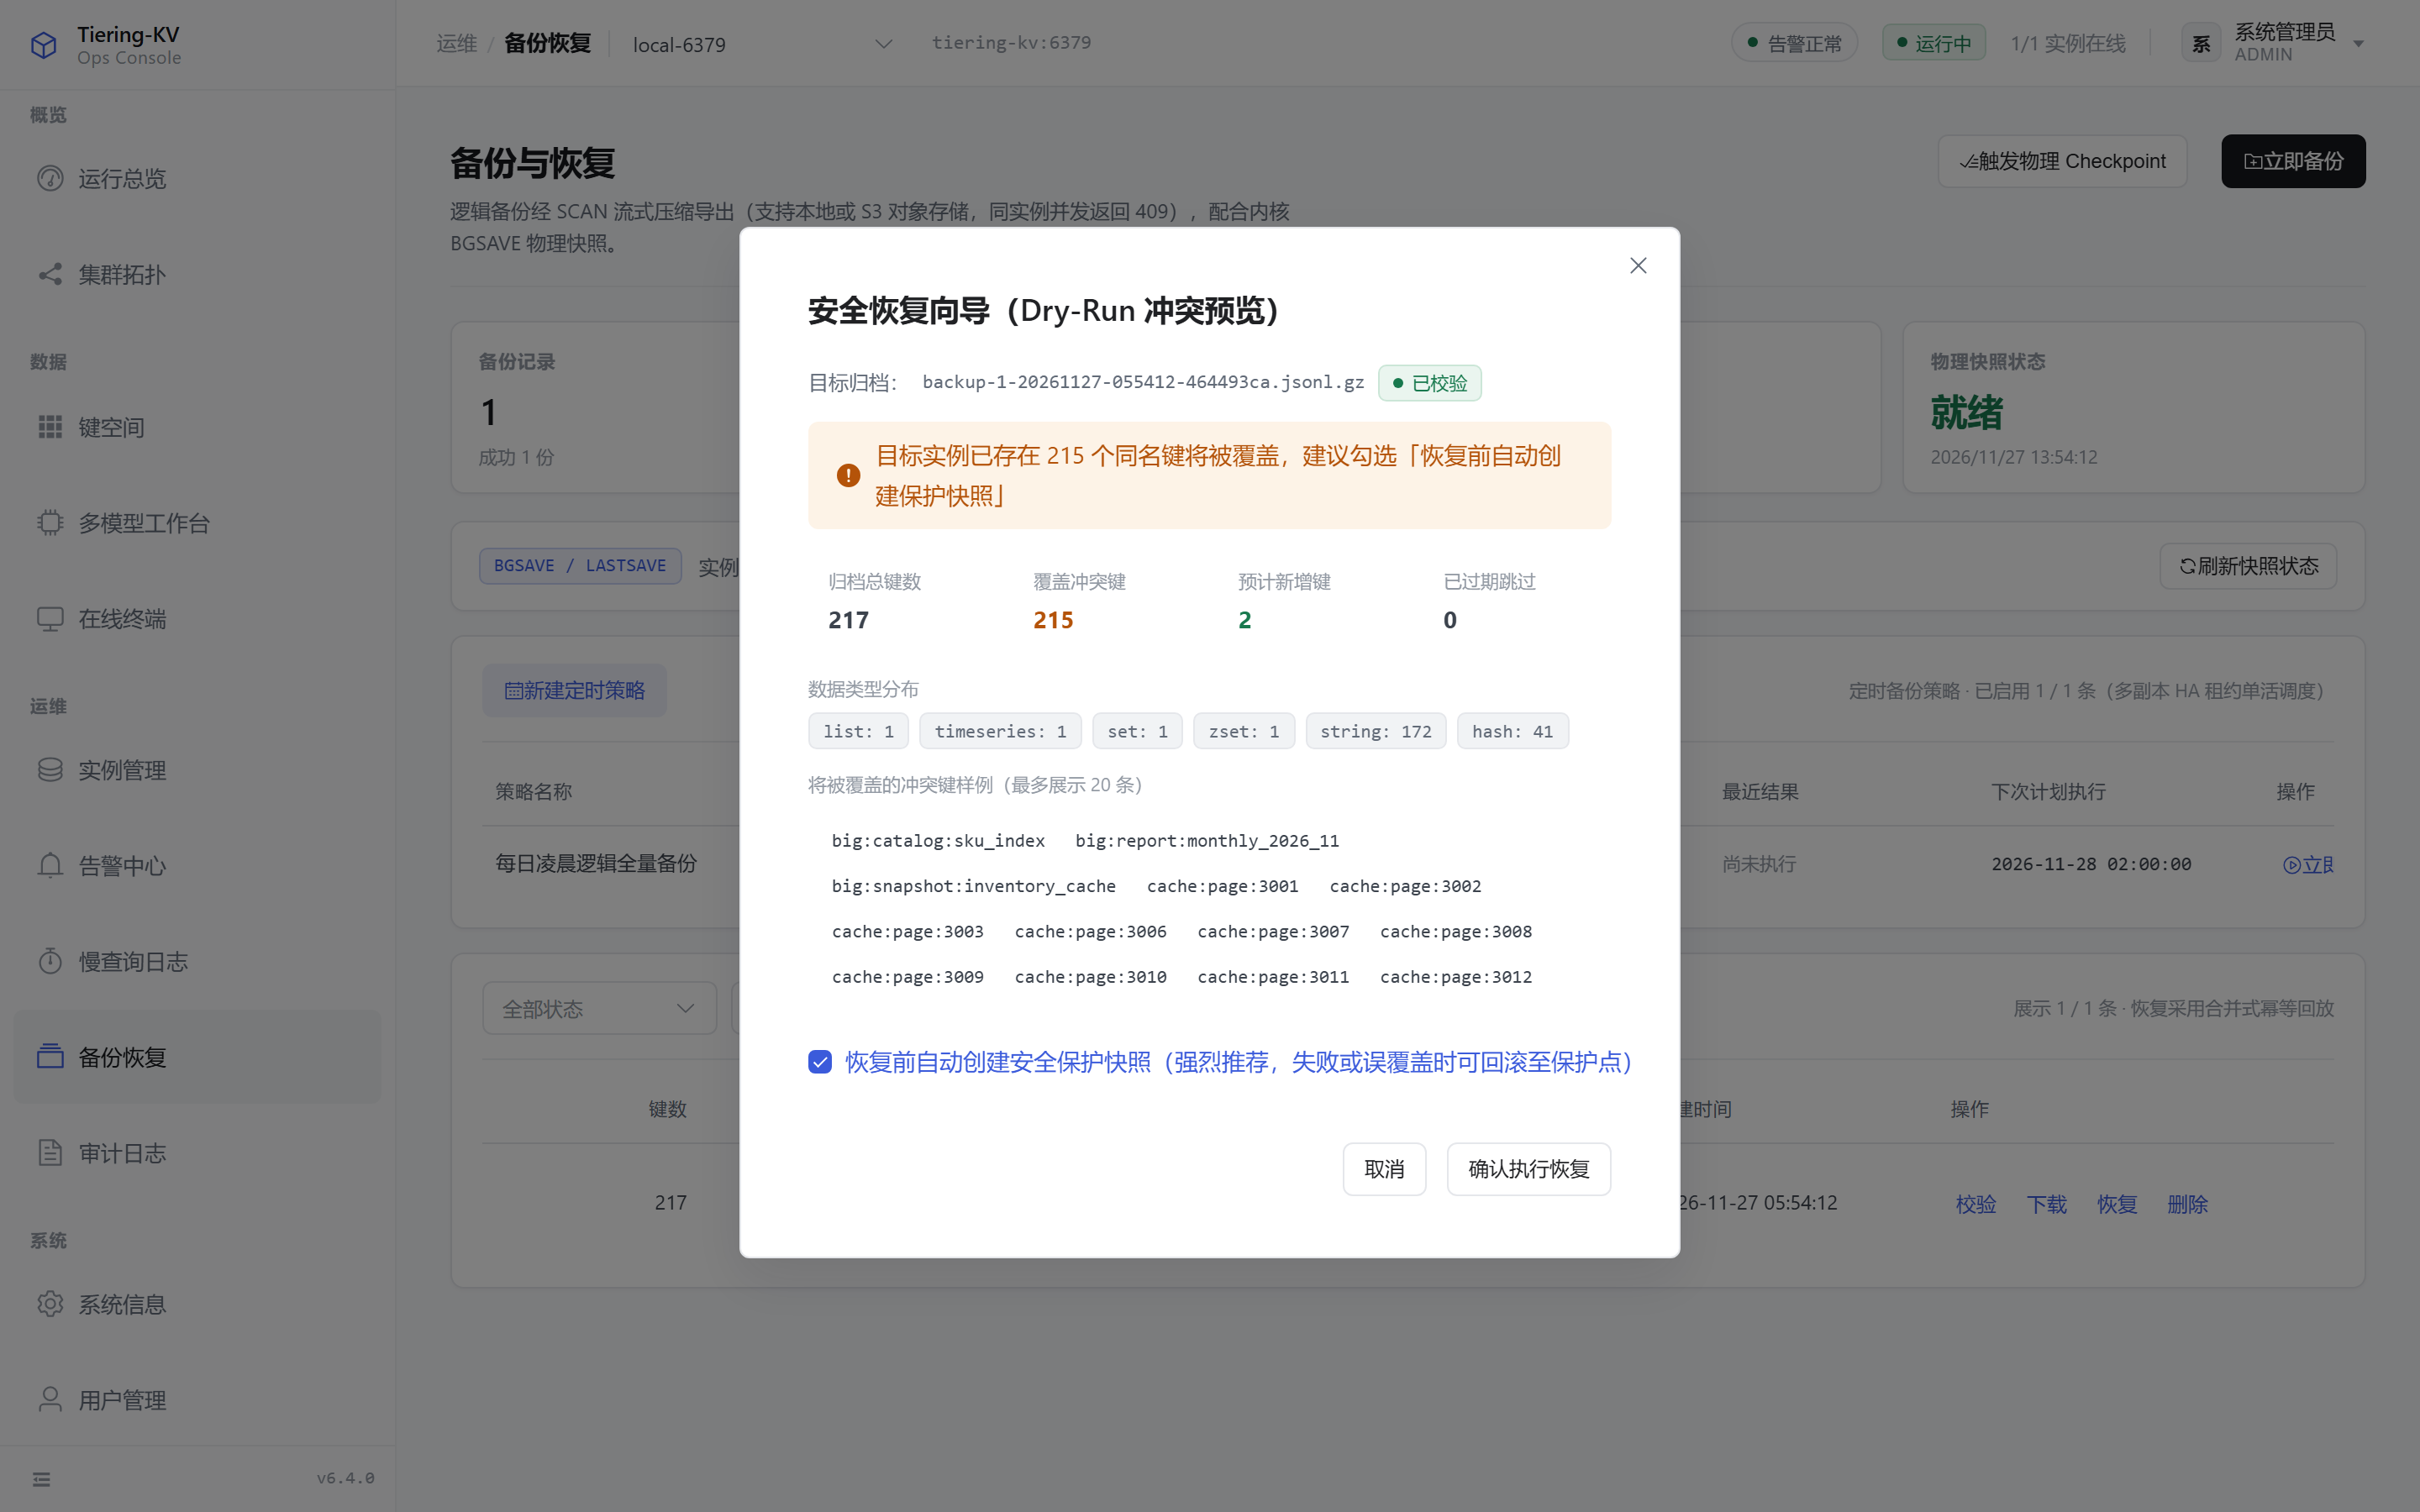 Tiering-KV
Ops Console
概览
运行总览
集群拓扑
数据
键空间
多模型工作台
在线终端
运维
实例管理
告警中心
慢查询日志
备份恢复
审计日志
系统
系统信息
用户管理
v6.4.0
运维 / 备份恢复
local-6379
tiering-kv:6379
告警正常
运行中
1/1 实例在线
系
系统管理员
ADMIN
备份与恢复
逻辑备份经 SCAN 流式压缩导出（支持本地或 S3 对象存储，同实例并发返回 409），配合内核
BGSAVE 物理快照。
触发物理 Checkpoint
立即备份
备份记录
1
成功 1 份
物理快照状态
就绪
2026/11/27 13:54:12
BGSAVE / LASTSAVE
实例
刷新快照状态
新建定时策略
定时备份策略 · 已启用 1 / 1 条（多副本 HA 租约单活调度）
策略名称
最近结果
下次计划执行
操作
每日凌晨逻辑全量备份
尚未执行
2026-11-28 02:00:00
全部状态
展示 1 / 1 条 · 恢复采用合并式幂等回放
键数
建时间
操作
217
26-11-27 05:54:12
校验
下载
恢复
删除
安全恢复向导（Dry-Run 冲突预览）
目标归档： backup-1-20261127-055412-464493ca.jsonl.gz 已校验
目标实例已存在 215 个同名键将被覆盖，建议勾选「恢复前自动创
建保护快照」
归档总键数
217
覆盖冲突键
215
预计新增键
2
已过期跳过
0
数据类型分布
list: 1
timeseries: 1
set: 1
zset: 1
string: 172
hash: 41
将被覆盖的冲突键样例（最多展示 20 条）
big:catalog:sku_index big:report:monthly_2026_11
big:snapshot:inventory_cache cache:page:3001 cache:page:3002
cache:page:3003 cache:page:3006 cache:page:3007 cache:page:3008
cache:page:3009 cache:page:3010 cache:page:3011 cache:page:3012
恢复前自动创建安全保护快照（强烈推荐，失败或误覆盖时可回滚至保护点）
取消
确认执行恢复